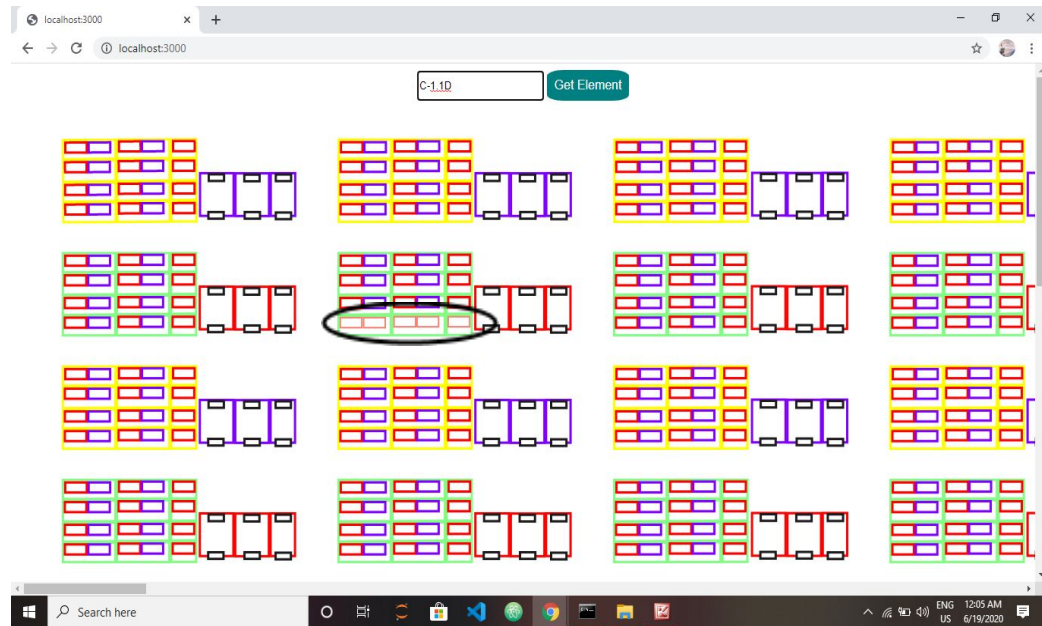 localhost:3000
localhost:3000
C-1.1D Get Element
Search here
ENG 12:05 AM
US 6/19/2020